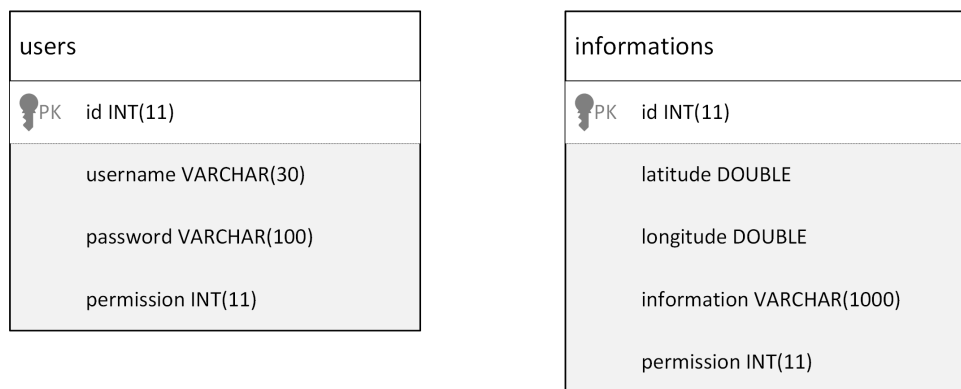 users
PK id INT(11)
username VARCHAR(30)
password VARCHAR(100)
permission INT(11)
informations
PK id INT(11)
latitude DOUBLE
longitude DOUBLE
information VARCHAR(1000)
permission INT(11)